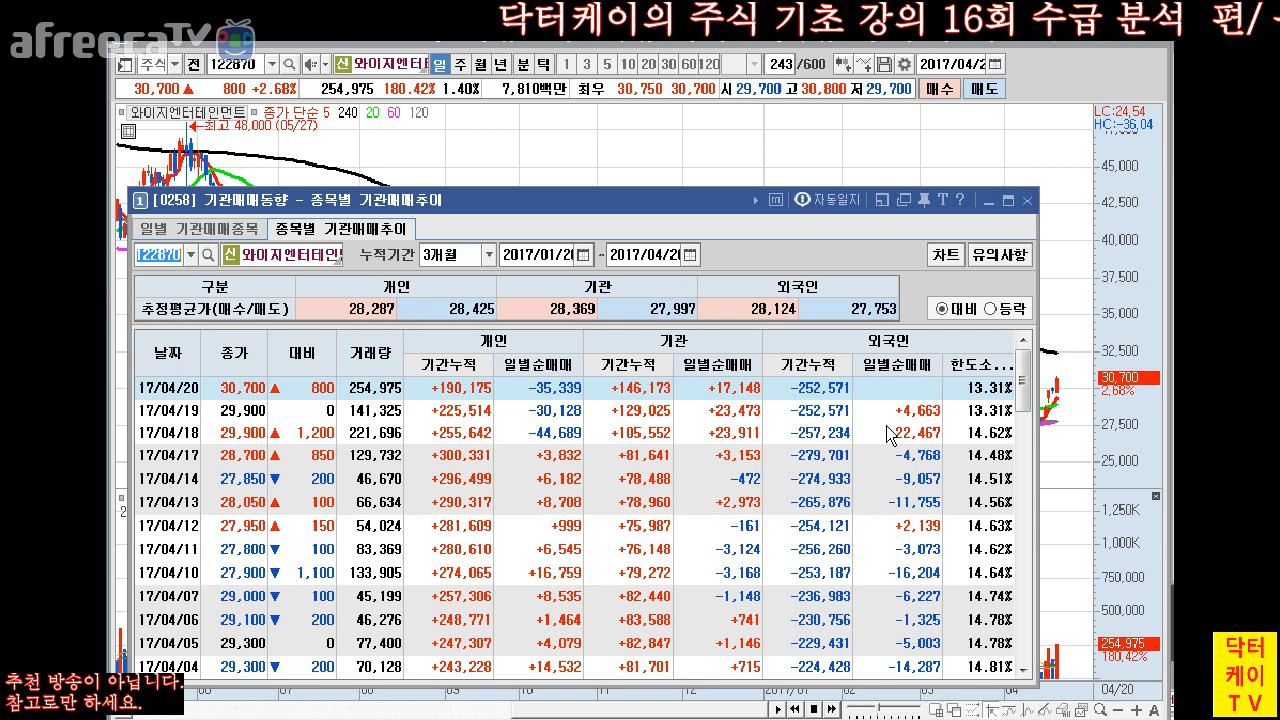 닥터케이의 주식 기초 강의 16회 수급 분석 편/
afreecaTV
주식 전 122870 신 와이지엔터 일 주 월 년 분 틱 1 3 5 10 20 30 60 120 243 /600 2017/04/2
30,700 ▲ 800 +2.68% 254,975 180.42% 1.40% 7,810백만 최우 30,750 30,700 시 29,700 고 30,800 저 29,700 매수 매도
와이지엔터테인먼트 종가 단순 5 240 20 60 120
최고 48,000 (05/27)
LC:24,54
HC:-36,04
45,000
42,500
40,000
37,500
35,000
32,500
30,700
2,68%
27,500
25,000
1,250K
1,000K
750,000
500,000
254,975
180,42%
1 [0258] 기관매매동향 - 종목별 기관매매추이 자동일지 T ?
일별 기관매매종목 종목별 기관매매추이
122870 신 와이지엔터테인 누적기간 3개월 2017/01/20 ~ 2017/04/20 차트 유의사항
구분 개인 기관 외국인
추정평균가(매수/매도) 28,287 28,425 28,369 27,997 28,124 27,753 대비 등락
날짜 종가 대비 거래량 개인 기관 외국인
기간누적 일별순매매 기간누적 일별순매매 기간누적 일별순매매 한도소...
17/04/20 30,700 ▲ 800 254,975 +190,175 -35,339 +146,173 +17,148 -252,571 13.31%
17/04/19 29,900 0 141,325 +225,514 -30,128 +129,025 +23,473 -252,571 +4,663 13.31%
17/04/18 29,900 ▲ 1,200 221,696 +255,642 -44,689 +105,552 +23,911 -257,234 22,467 14.62%
17/04/17 28,700 ▲ 850 129,732 +300,331 +3,832 +81,641 +3,153 -279,701 -4,768 14.48%
17/04/14 27,850 ▼ 200 46,670 +296,499 +6,182 +78,488 -472 -274,933 -9,057 14.51%
17/04/13 28,050 ▲ 100 66,634 +290,317 +8,708 +78,960 +2,973 -265,876 -11,755 14.56%
17/04/12 27,950 ▲ 150 54,024 +281,609 +999 +75,987 -161 -254,121 +2,139 14.63%
17/04/11 27,800 ▼ 100 83,369 +280,610 +6,545 +76,148 -3,124 -256,260 -3,073 14.62%
17/04/10 27,900 ▼ 1,100 133,905 +274,065 +16,759 +79,272 -3,168 -253,187 -16,204 14.64%
17/04/07 29,000 ▼ 100 45,199 +257,306 +8,535 +82,440 -1,148 -236,983 -6,227 14.74%
17/04/06 29,100 ▼ 200 46,276 +248,771 +1,464 +83,588 +741 -230,756 -1,325 14.78%
17/04/05 29,300 0 77,400 +247,307 +4,079 +82,847 +1,146 -229,431 -5,003 14.78%
17/04/04 29,300 ▼ 200 70,128 +243,228 +14,532 +81,701 +715 -224,428 -14,287 14.81%
06 07 08 09 10 11 12 2017/01 02 03 04 04/20
추천 방송이 아닙니다.
참고로만 하세요.
닥터
케이
T V